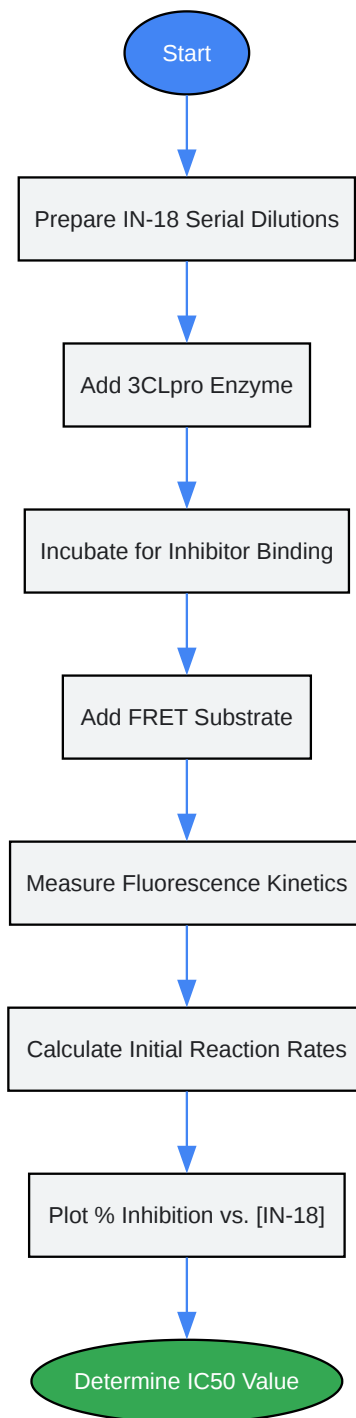 Start
Prepare IN-18 Serial Dilutions
Add 3CLpro Enzyme
Incubate for Inhibitor Binding
Add FRET Substrate
Measure Fluorescence Kinetics
Calculate Initial Reaction Rates
Plot % Inhibition vs. [IN-18]
Determine IC50 Value